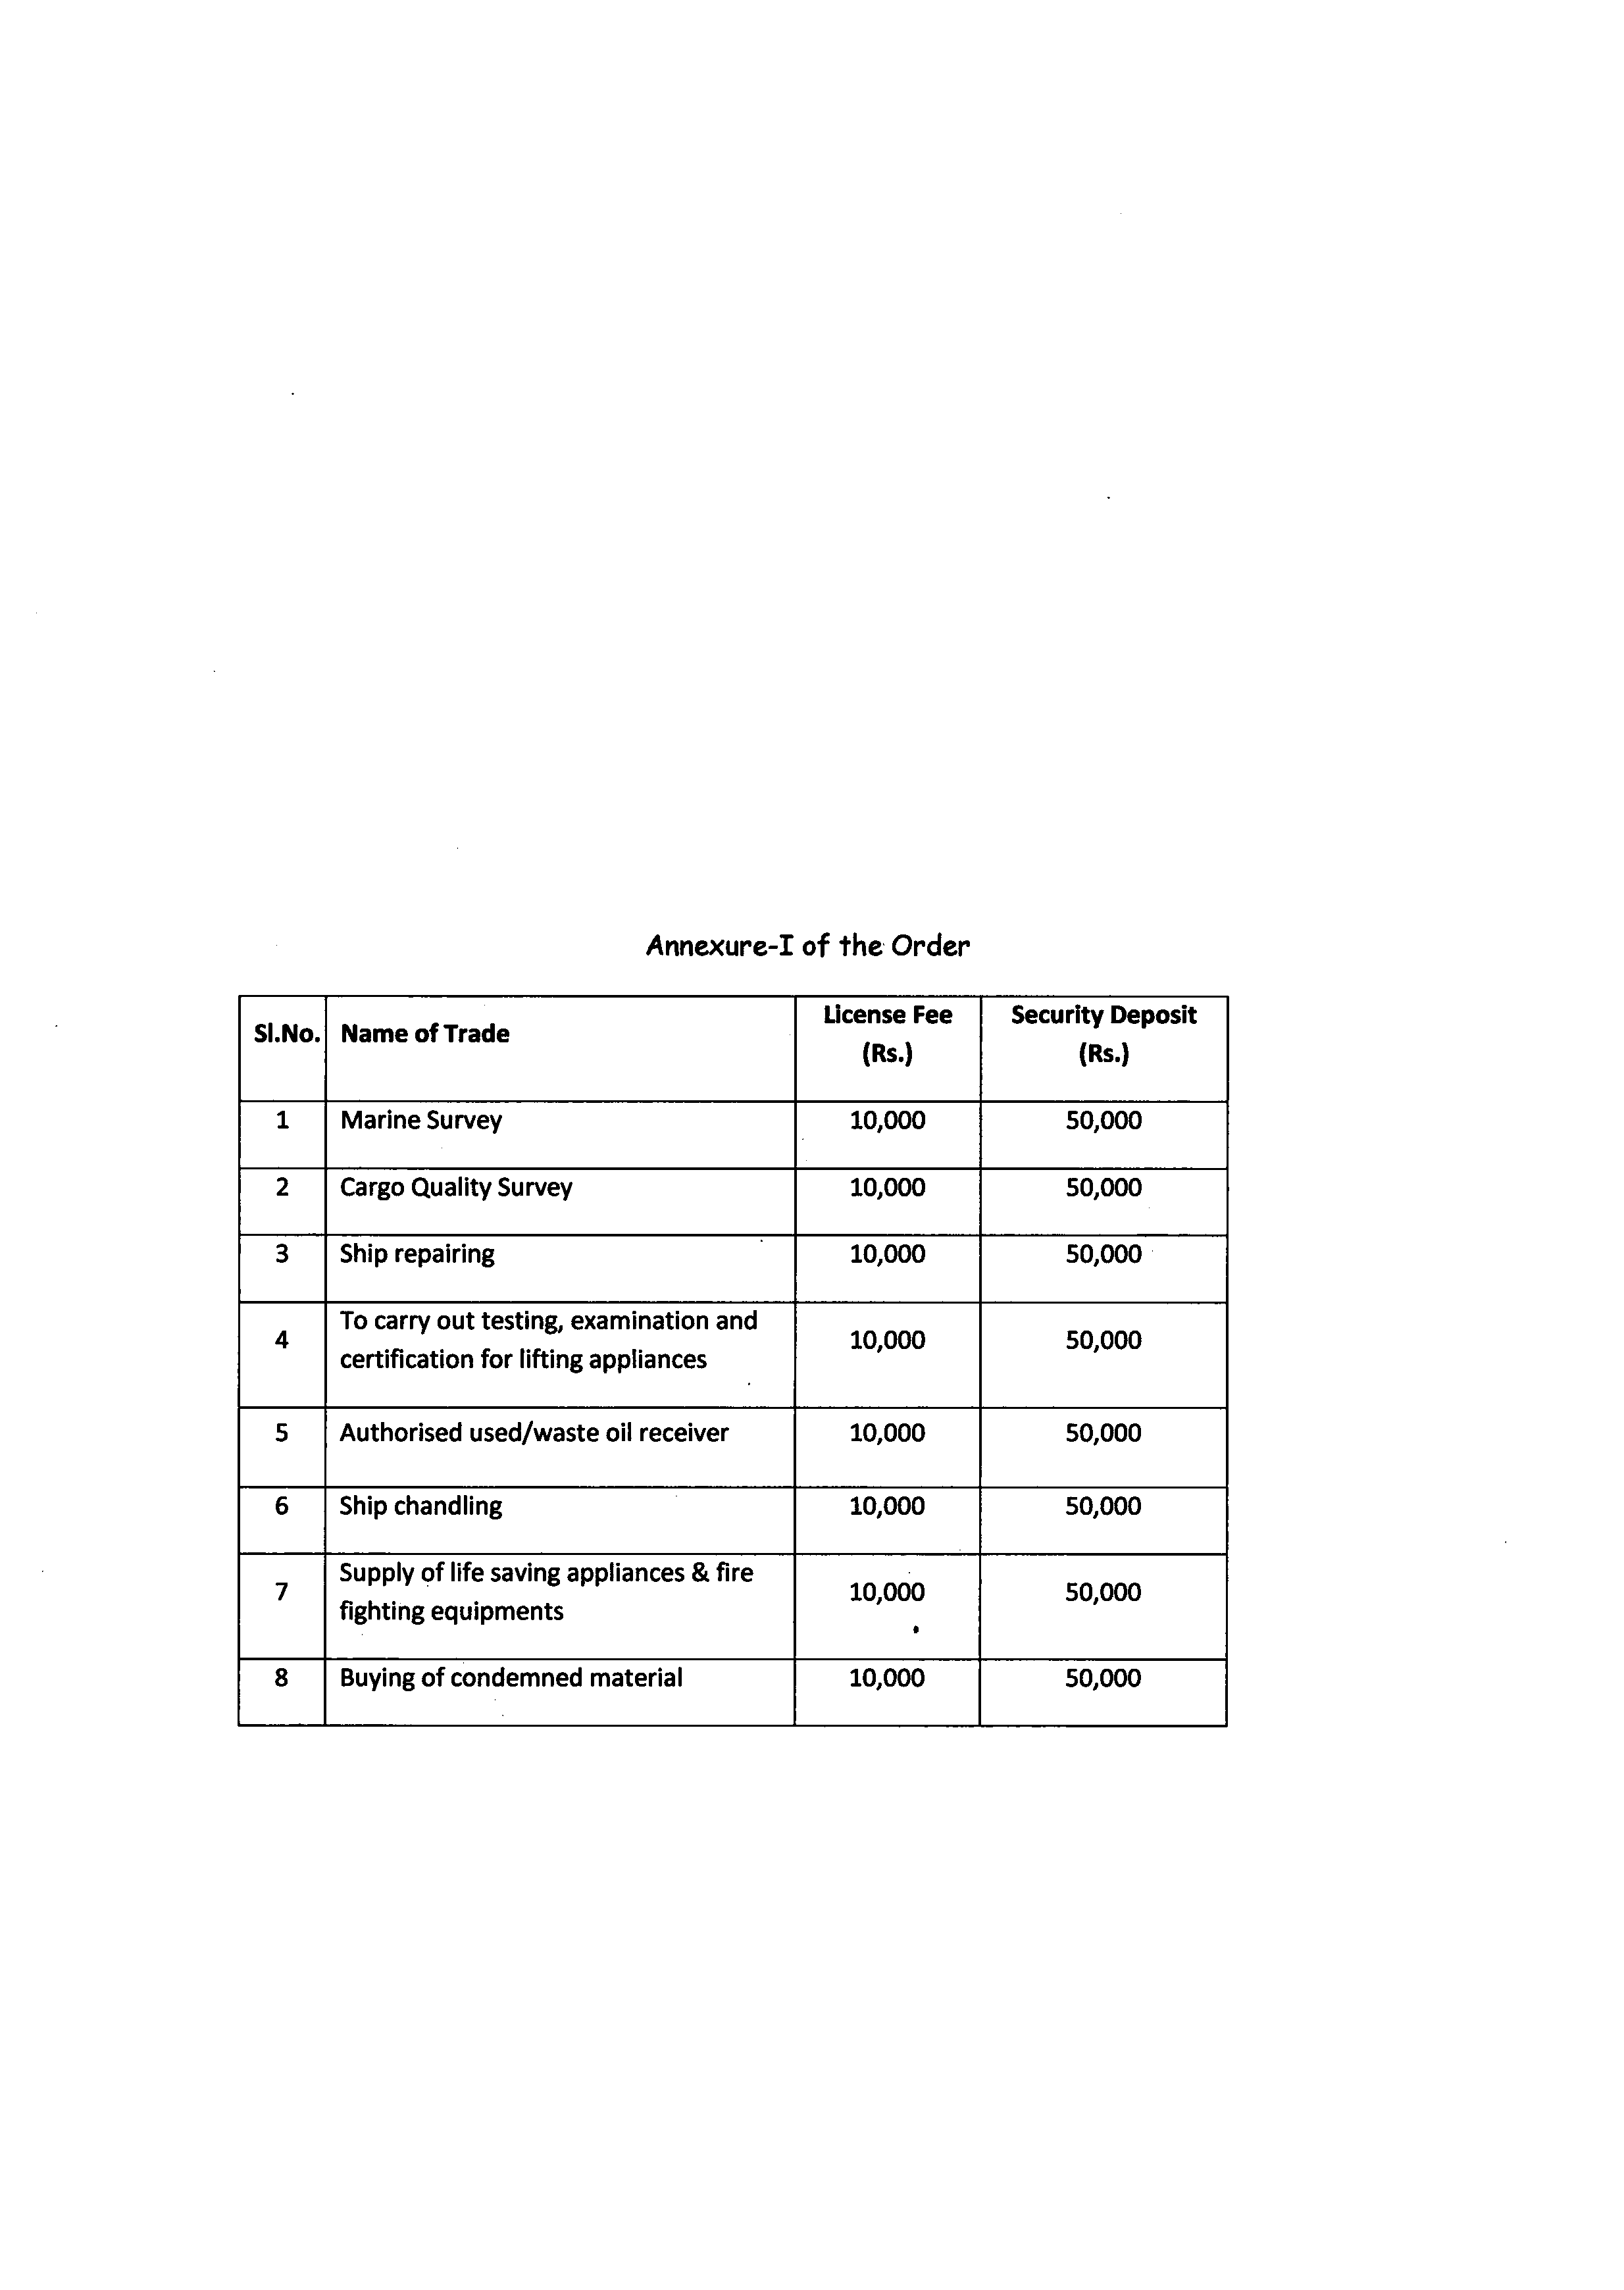 Annexure-I of the Order
Sl.No. Name of Trade License Fee (Rs.) Security Deposit (Rs.)
1 Marine Survey 10,000 50,000
2 Cargo Quality Survey 10,000 50,000
3 Ship repairing 10,000 50,000
4 To carry out testing, examination and
certification for lifting appliances 10,000 50,000
5 Authorised used/waste oil receiver 10,000 50,000
6 Ship chandling 10,000 50,000
7 Supply of life saving appliances & fire
fighting equipments 10,000 50,000
8 Buying of condemned material 10,000 50,000